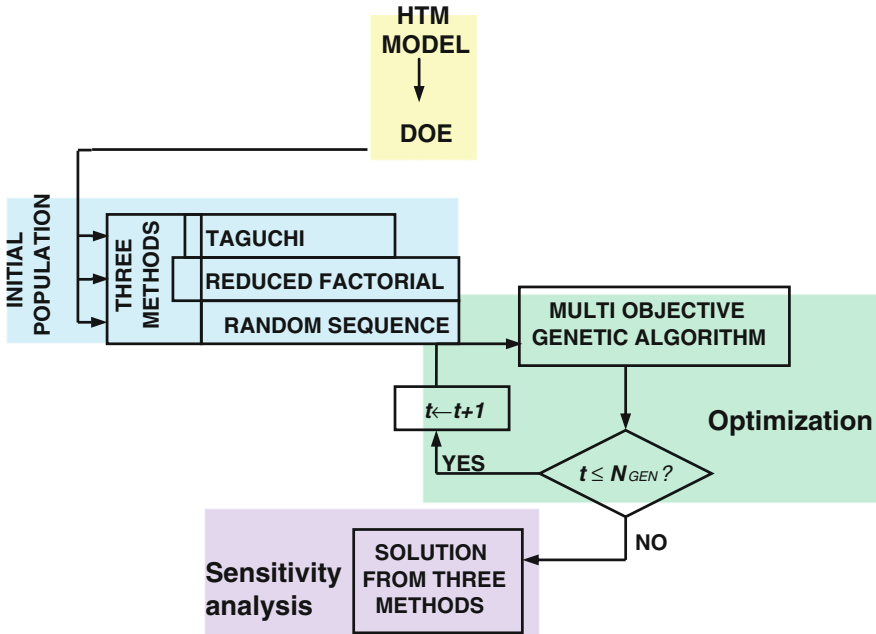 HTM
MODEL
DOE
INITIAL
POPULATION
THREE
METHODS
TAGUCHI
REDUCED FACTORIAL
RANDOM SEQUENCE
MULTI OBJECTIVE
GENETIC ALGORITHM
t←t+1
Optimization
YES
t ≤ NGEN ?
NO
Sensitivity
analysis
SOLUTION
FROM THREE
METHODS